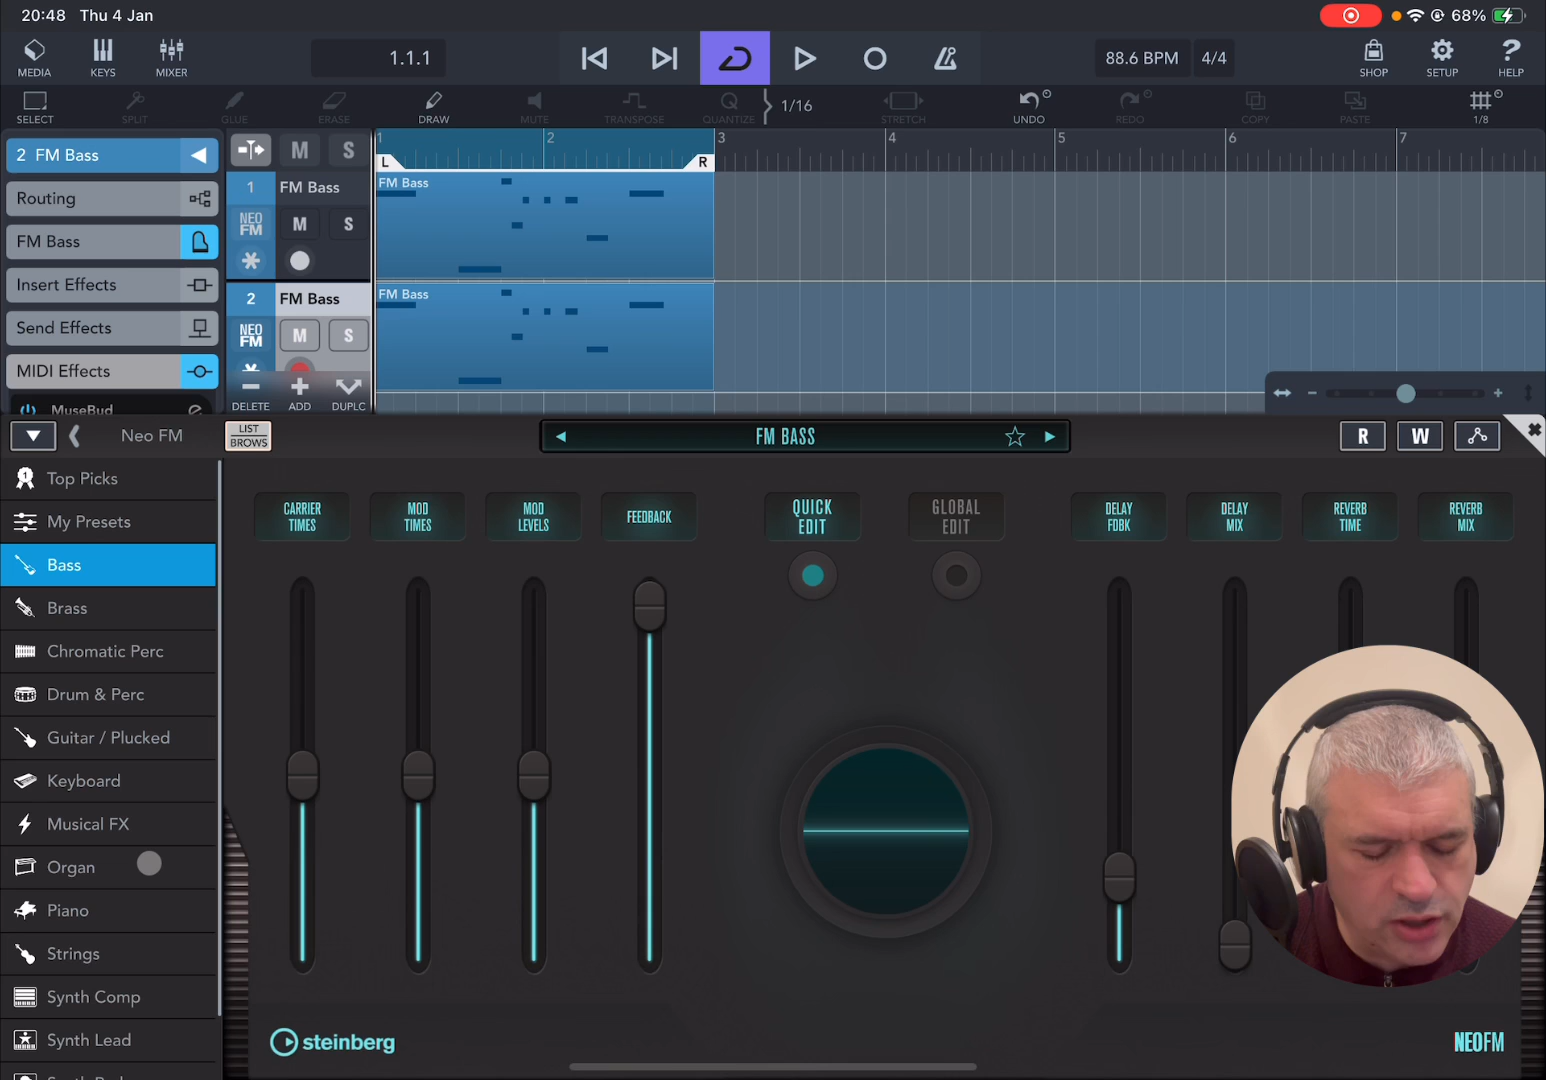 20:48 Thu 4 Jan
68%
MEDIA
KEYS
MIXER
1.1.1
88.6 BPM
4/4
SHOP
SETUP
HELP
SELECT
SPLIT
GLUE
ERASE
DRAW
MUTE
TRANSPOSE
QUANTIZE
1/16
STRETCH
UNDO
REDO
COPY
PASTE
1/8
2 FM Bass
M
S
1
2
3
4
5
6
7
L
R
Routing
FM Bass
Insert Effects
Send Effects
MIDI Effects
MuseBud
1
FM Bass
NEO
FM
M
S
FM Bass
2
FM Bass
NEO
FM
M
S
FM Bass
DELETE
ADD
DUPLC
Neo FM
LIST
BROWS
FM BASS
R
W
Top Picks
My Presets
Bass
Brass
Chromatic Perc
Drum & Perc
Guitar / Plucked
Keyboard
Musical FX
Organ
Piano
Strings
Synth Comp
Synth Lead
CARRIER
TIMES
MOD
TIMES
MOD
LEVELS
FEEDBACK
QUICK
EDIT
GLOBAL
EDIT
DELAY
FDBK
DELAY
MIX
REVERB
TIME
REVERB
MIX
steinberg
NEOFM